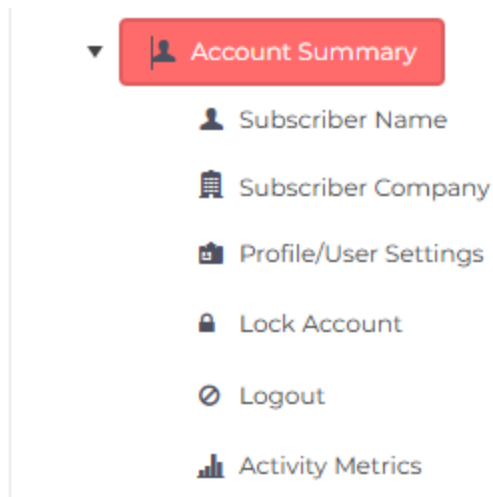 Account Summary
Subscriber Name
Subscriber Company
Profile/User Settings
Lock Account
Logout
Activity Metrics